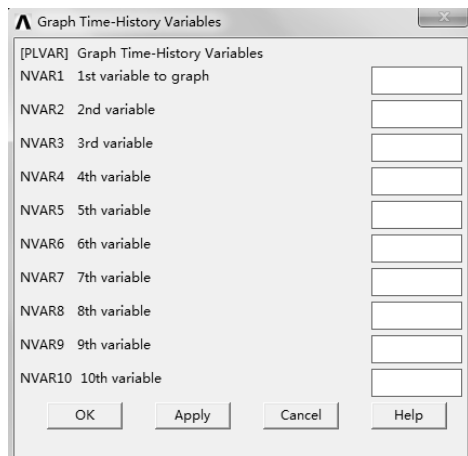 Graph Time-History Variables
[PLVAR] Graph Time-History Variables
NVAR1 1st variable to graph
NVAR2 2nd variable
NVAR3 3rd variable
NVAR4 4th variable
NVAR5 5th variable
NVAR6 6th variable
NVAR7 7th variable
NVAR8 8th variable
NVAR9 9th variable
NVAR10 10th variable
OK Apply Cancel Help